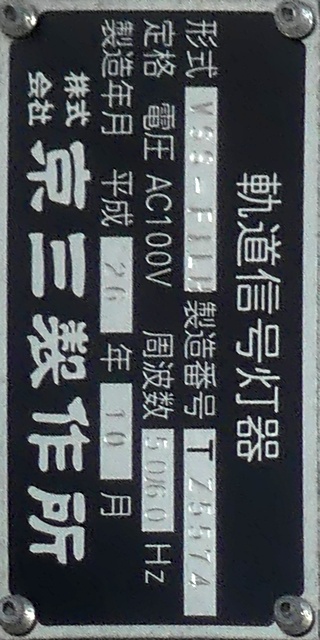 軌道信号灯器
形式 製造番号 TZ5574
定格 電圧 AC100V 周波数 50/60 Hz
製造年月 平成 26 年 10 月
株式会社 京三製作所